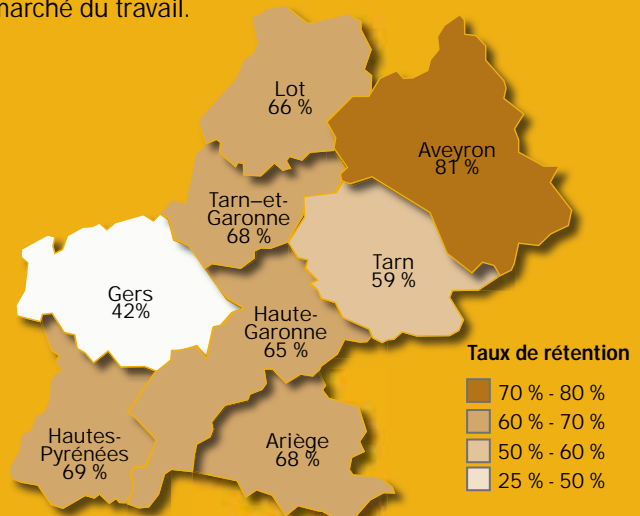 marché du travail.
Lot
66 %
Aveyron
81 %
Tarn–et-
Garonne
68 %
Tarn
59 %
Gers
42%
Haute-
Garonne
65 %
Hautes-
Pyrénées
69 %
Ariège
68 %
Taux de rétention
70 % - 80 %
60 % - 70 %
50 % - 60 %
25 % - 50 %